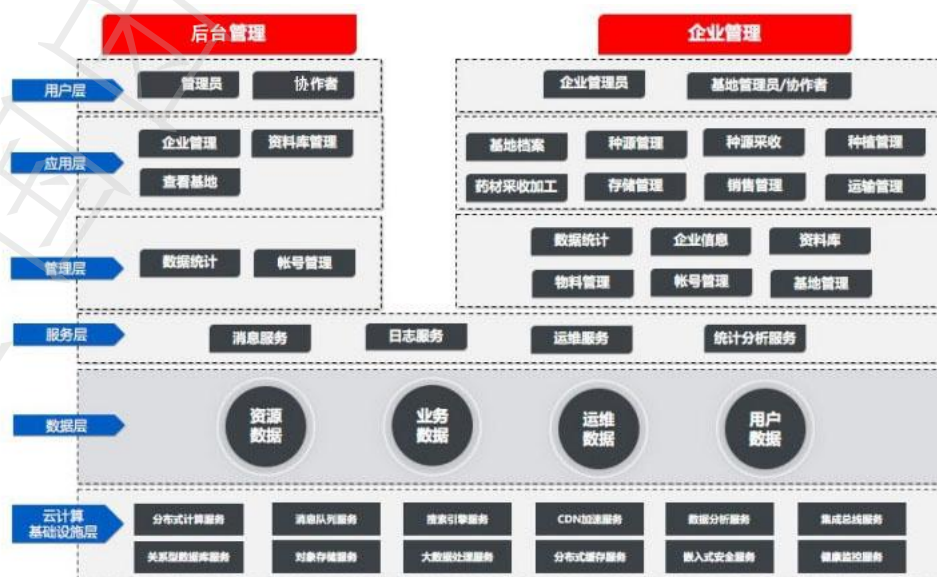 后台管理
企业管理
用户层
管理员
协作者
企业管理员
基地管理员/协作者
应用层
企业管理
资料库管理
查看基地
基地档案
种源管理
种源采收
种植管理
药材采收加工
存储管理
销售管理
运输管理
管理层
数据统计
帐号管理
数据统计
企业信息
资料库
物料管理
帐号管理
基地管理
服务层
消息服务
日志服务
运维服务
统计分析服务
数据层
资源
数据
业务
数据
运维
数据
用户
数据
云计算
基础设施层
分布式计算服务
消息队列服务
搜索引擎服务
CDN加速服务
数据分析服务
集成总线服务
关系型数据库服务
对象存储服务
大数据处理服务
分布式缓存服务
嵌入式安全服务
健康监控服务